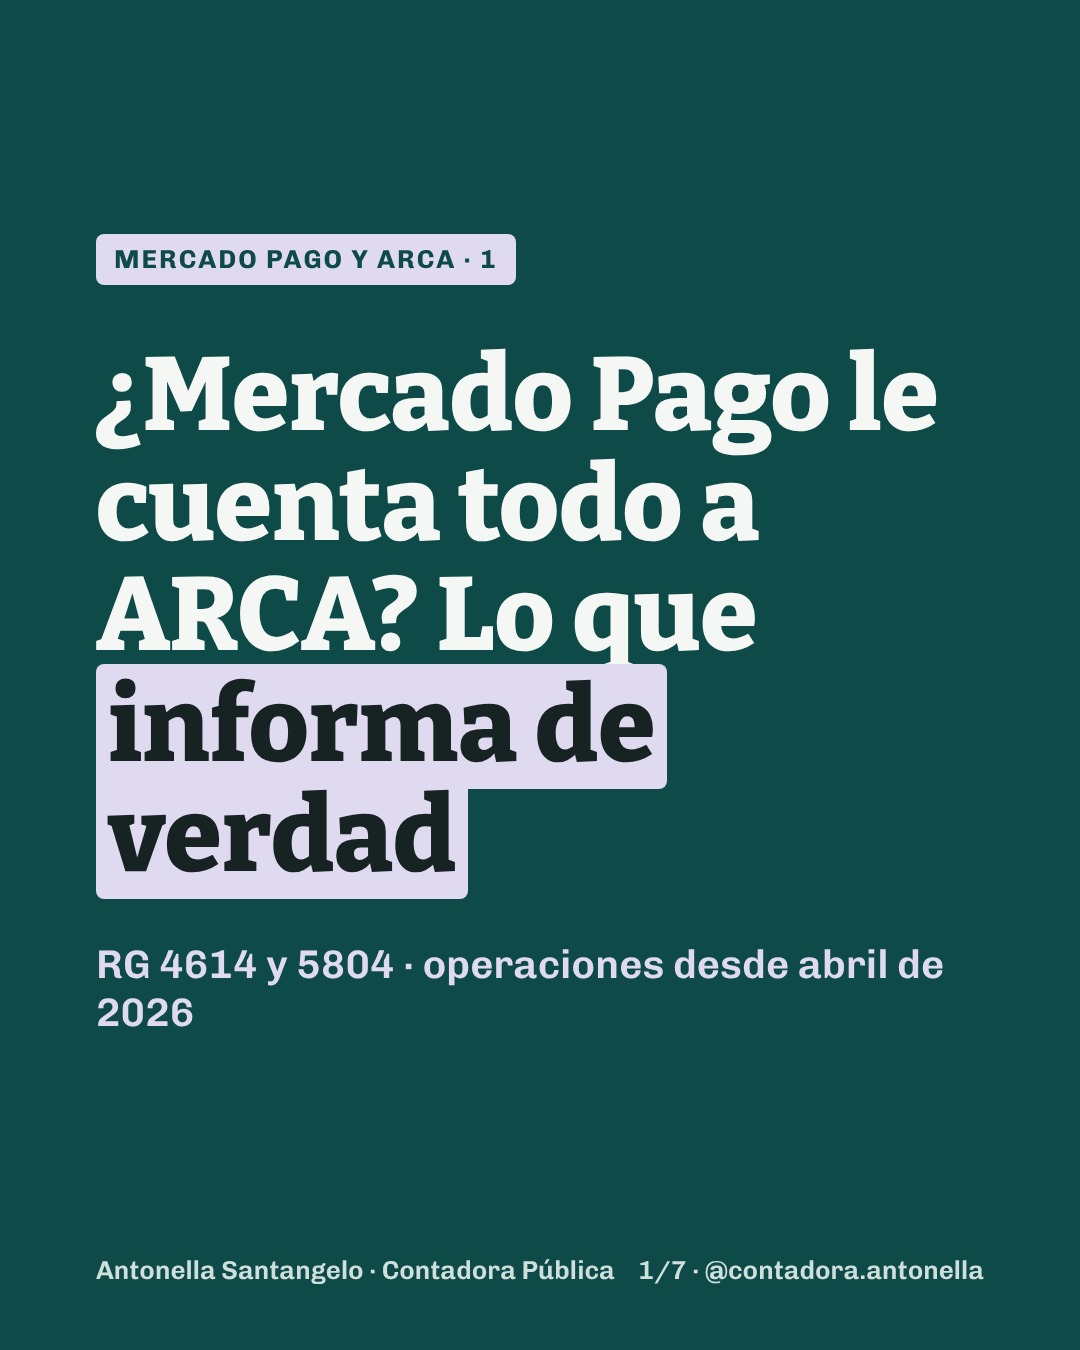 MERCADO PAGO Y ARCA · 1
¿Mercado Pago le
cuenta todo a
ARCA? Lo que
informa de
verdad
RG 4614 y 5804 · operaciones desde abril de
2026
Antonella Santangelo · Contadora Pública 1/7 · @contadora.antonella